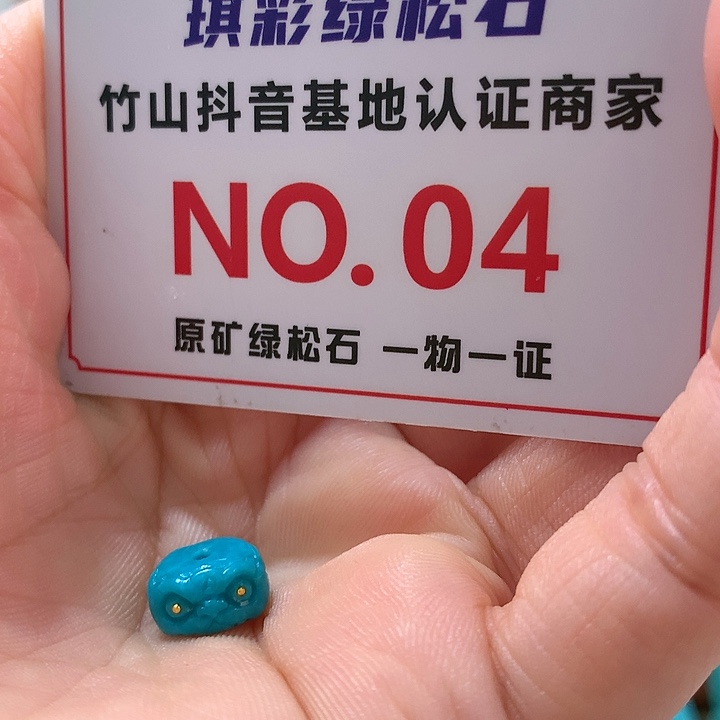 琪彩绿松石
竹山抖音基地认证商家
NO.04
原矿绿松石 一物一证